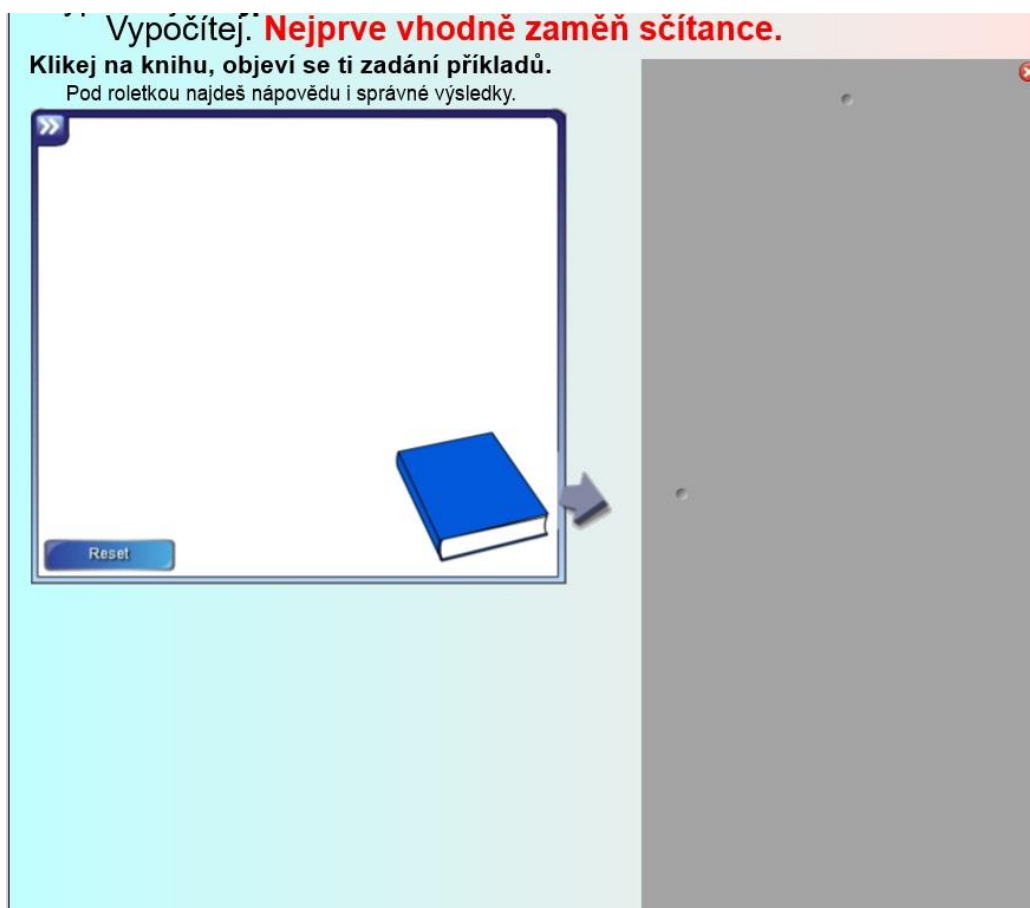 Vypočítej. Nejprve vhodně zaměň sčítance.
Klikej na knihu, objeví se ti zadání příkladů.
Pod roletkou najdeš nápovědu i správné výsledky.
Reset